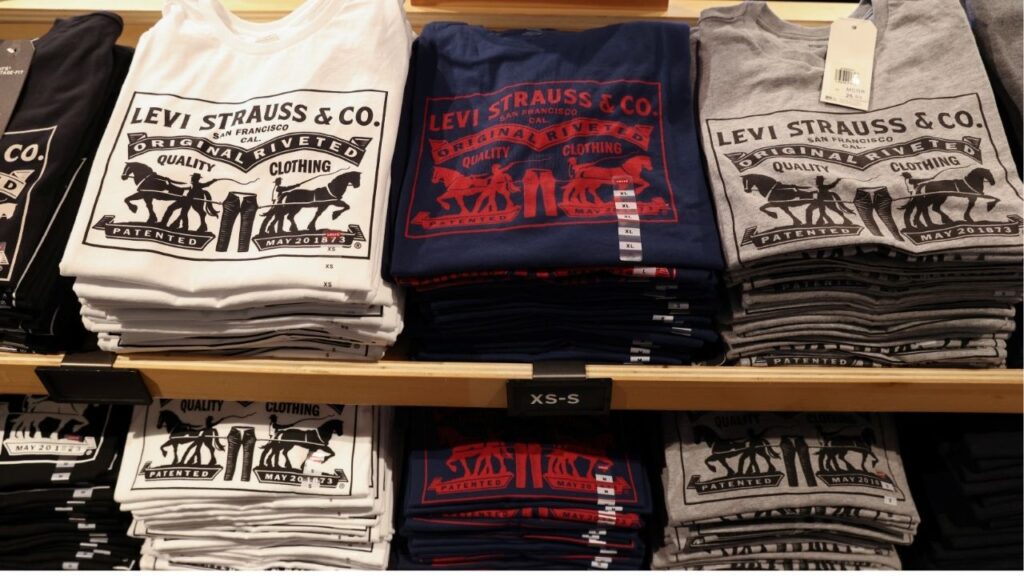 CO.
LEVI STRAUSS & CO.
SAN FRANCISCO
CAL.
ORIGINAL RIVETED
QUALITY CLOTHING
PATENTED
MAY 20 1873
XS
XS
XS
LEVI STRAUSS & CO.
SAN FRANCISCO
CAL.
ORIGINAL RIVETED
QUALITY CLOTHING
PATENTED
XL
XL
XL
XL
XL
LEVI STRAUSS & CO.
SAN FRANCISCO
CAL.
ORIGINAL RIVETED
QUALITY CLOTHING
PATENTED
MAY 20 1873
PATENTED
XS-S
QUALITY CLOTHING
PATENTED
MAY 20 1873
PATENTED
M
PATENTED
MAY 20 1873